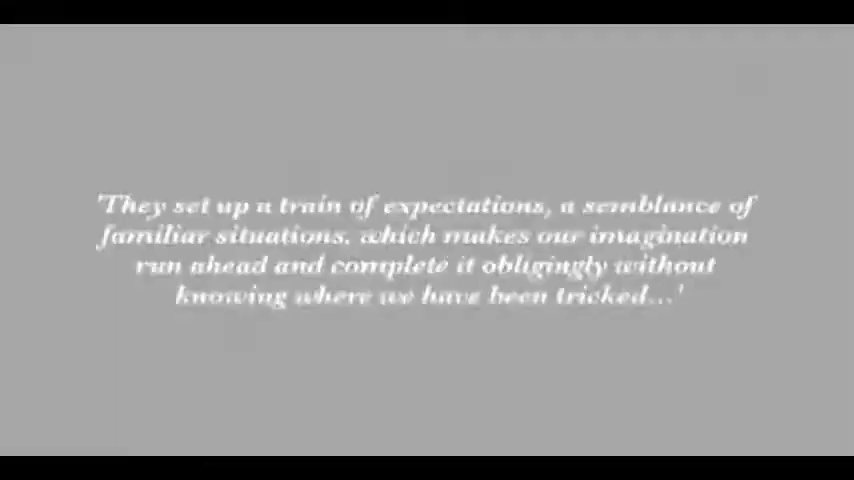 'They set up a train of expectations, a semblance of
familiar situations, which makes our imagination
run ahead and complete it obligingly without
knowing where we have been tricked...'